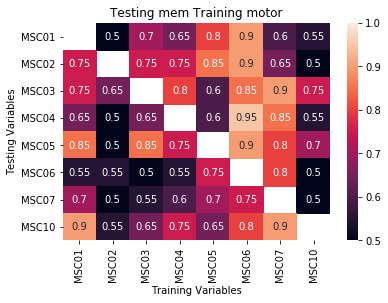 Testing mem Training motor
MSC01 0.5 0.7 0.65 0.8 0.9 0.6 0.55
MSC02 0.75 0.75 0.75 0.85 0.9 0.65 0.5
MSC03 0.75 0.65 0.8 0.6 0.85 0.9 0.75
MSC04 0.65 0.5 0.65 0.6 0.95 0.85 0.55
MSC05 0.85 0.5 0.85 0.75 0.9 0.8 0.7
MSC06 0.55 0.55 0.5 0.55 0.75 0.8 0.5
MSC07 0.7 0.5 0.55 0.6 0.7 0.75 0.5
MSC10 0.9 0.55 0.65 0.75 0.65 0.8 0.9
MSC01 MSC02 MSC03 MSC04 MSC05 MSC06 MSC07 MSC10
Training Variables
Testing Variables
1.0
0.9
0.8
0.7
0.6
0.5